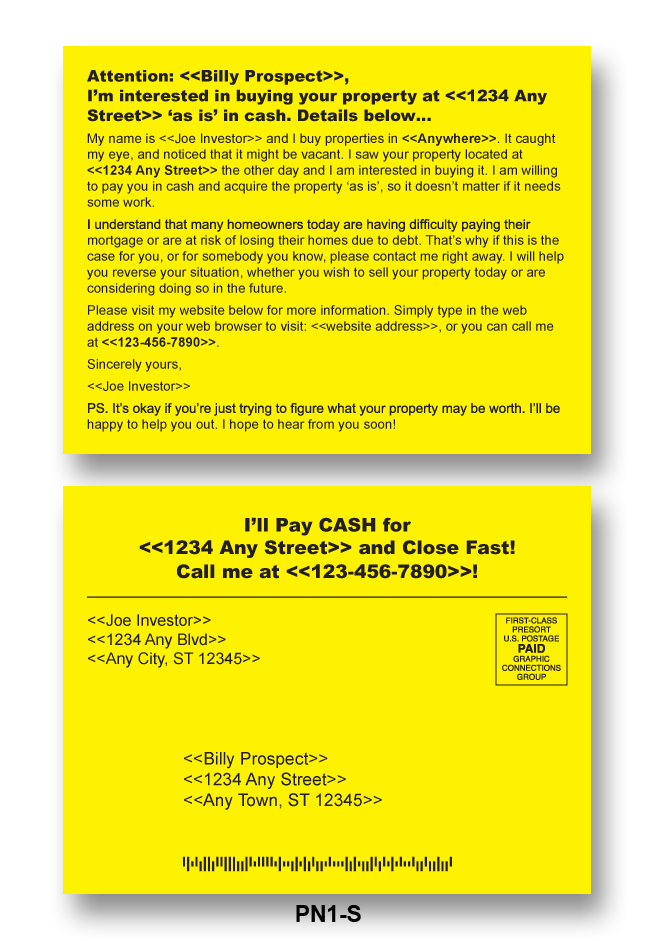 Attention: <<Billy Prospect>>,
I’m interested in buying your property at <<1234 Any
Street>> ‘as is’ in cash. Details below...
My name is <<Joe Investor>> and I buy properties in <<Anywhere>>. It caught
my eye, and noticed that it might be vacant. I saw your property located at
<<1234 Any Street>> the other day and I am interested in buying it. I am willing
to pay you in cash and acquire the property ‘as is’, so it doesn’t matter if it needs
some work.
I understand that many homeowners today are having difficulty paying their
mortgage or are at risk of losing their homes due to debt. That’s why if this is the
case for you, or for somebody you know, please contact me right away. I will help
you reverse your situation, whether you wish to sell your property today or are
considering doing so in the future.
Please visit my website below for more information. Simply type in the web
address on your web browser to visit: <<website address>>, or you can call me
at <<123-456-7890>>.
Sincerely yours,
<<Joe Investor>>
PS. It’s okay if you’re just trying to figure what your property may be worth. I’ll be
happy to help you out. I hope to hear from you soon!
I’ll Pay CASH for
<<1234 Any Street>> and Close Fast!
Call me at <<123-456-7890>>!
<<Joe Investor>>
<<1234 Any Blvd>>
<<Any City, ST 12345>>
FIRST-CLASS
PRESORT
U.S. POSTAGE
PAID
GRAPHIC
CONNECTIONS
GROUP
<<Billy Prospect>>
<<1234 Any Street>>
<<Any Town, ST 12345>>
PN1-S